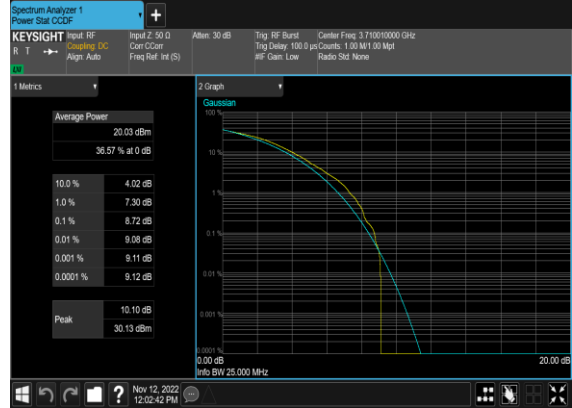 Spectrum Analyzer 1
Power Stat CCDF
+
KEYSIGHT
R T
LXI
Input: RF
Coupling: DC
Align: Auto
Input Z: 50 Ω
Corr CCorr
Freq Ref: Int (S)
Atten: 30 dB
Trig: RF Burst
Trig Delay: 100.0 µs
#IF Gain: Low
Center Freq: 3.710010000 GHz
Counts: 1.00 M/1.00 Mpt
Radio Std: None
1 Metrics
Average Power
20.03 dBm
36.57 % at 0 dB
10.0 % 4.02 dB
1.0 % 7.30 dB
0.1 % 8.72 dB
0.01 % 9.08 dB
0.001 % 9.11 dB
0.0001 % 9.12 dB
Peak
10.10 dB
30.13 dBm
2 Graph
Gaussian
100 %
10 %
1 %
0.1 %
0.01 %
0.001 %
0.0001 %
0.00 dB
20.00 dB
Info BW 25.000 MHz
?
Nov 12, 2022
12:02:42 PM